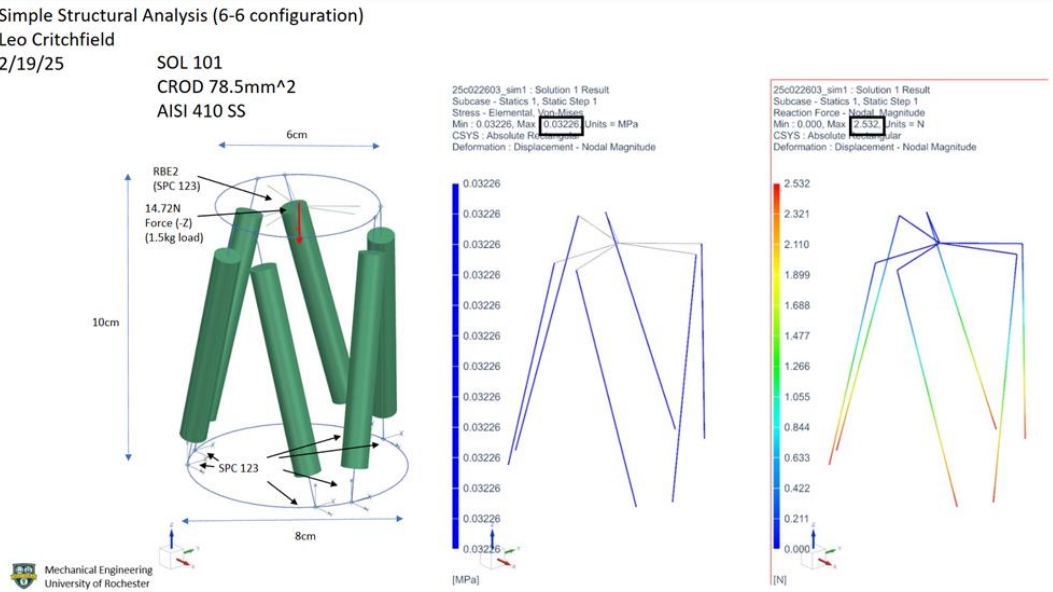 Simple Structural Analysis (6-6 configuration)
Leo Critchfield
2/19/25
SOL 101
CROD 78.5mm^2
AISI 410 SS
6cm
RBE2
(SPC 123)
14.72N
Force (-Z)
(1.5kg load)
10cm
SPC 123
8cm
Mechanical Engineering
University of Rochester
25c022603_sim1 : Solution 1 Result
Subcase - Statics 1, Static Step 1
Stress - Elemental, Von-Mises
Min : 0.03226, Max : 0.03226, Units = MPa
CSYS : Absolute Rectangular
Deformation : Displacement - Nodal Magnitude
0.03226
0.03226
0.03226
0.03226
0.03226
0.03226
0.03226
0.03226
0.03226
0.03226
0.03226
0.03226
0.03226
[MPa]
25c022603_sim1 : Solution 1 Result
Subcase - Statics 1, Static Step 1
Reaction Force - Nodal, Magnitude
Min : 0.000, Max : 2.532, Units = N
CSYS : Absolute Rectangular
Deformation : Displacement - Nodal Magnitude
2.532
2.321
2.110
1.899
1.688
1.477
1.266
1.055
0.844
0.633
0.422
0.211
0.000
[N]